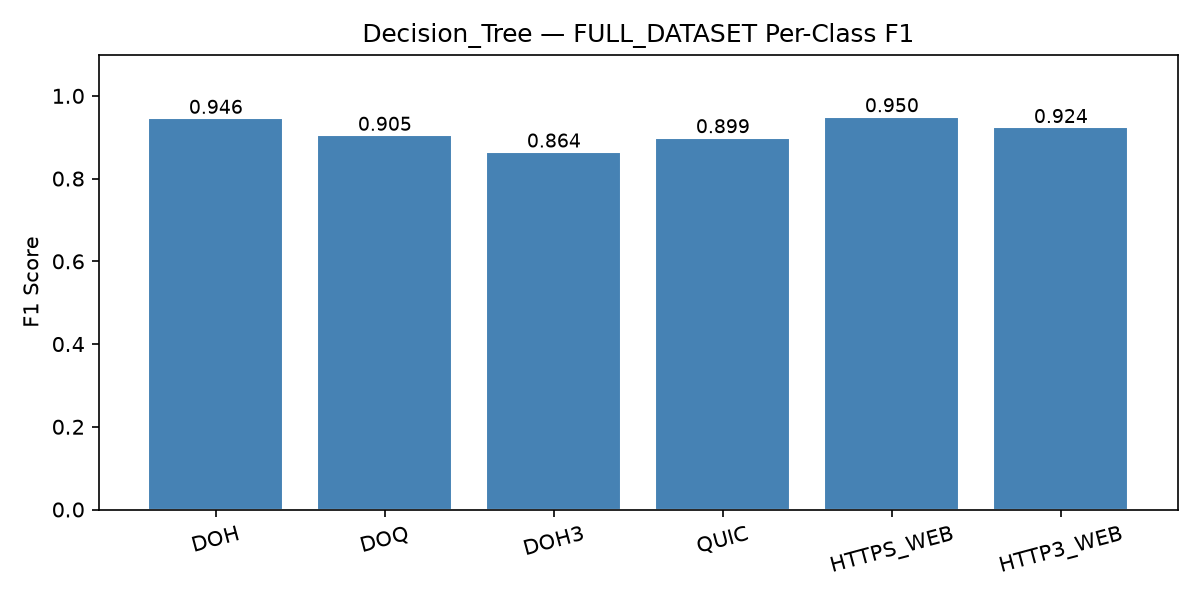 Decision_Tree — FULL_DATASET Per-Class F1
F1 Score
1.0
0.8
0.6
0.4
0.2
0.0
0.946
0.905
0.864
0.899
0.950
0.924
DOH
DOQ
DOH3
QUIC
HTTPS_WEB
HTTP3_WEB